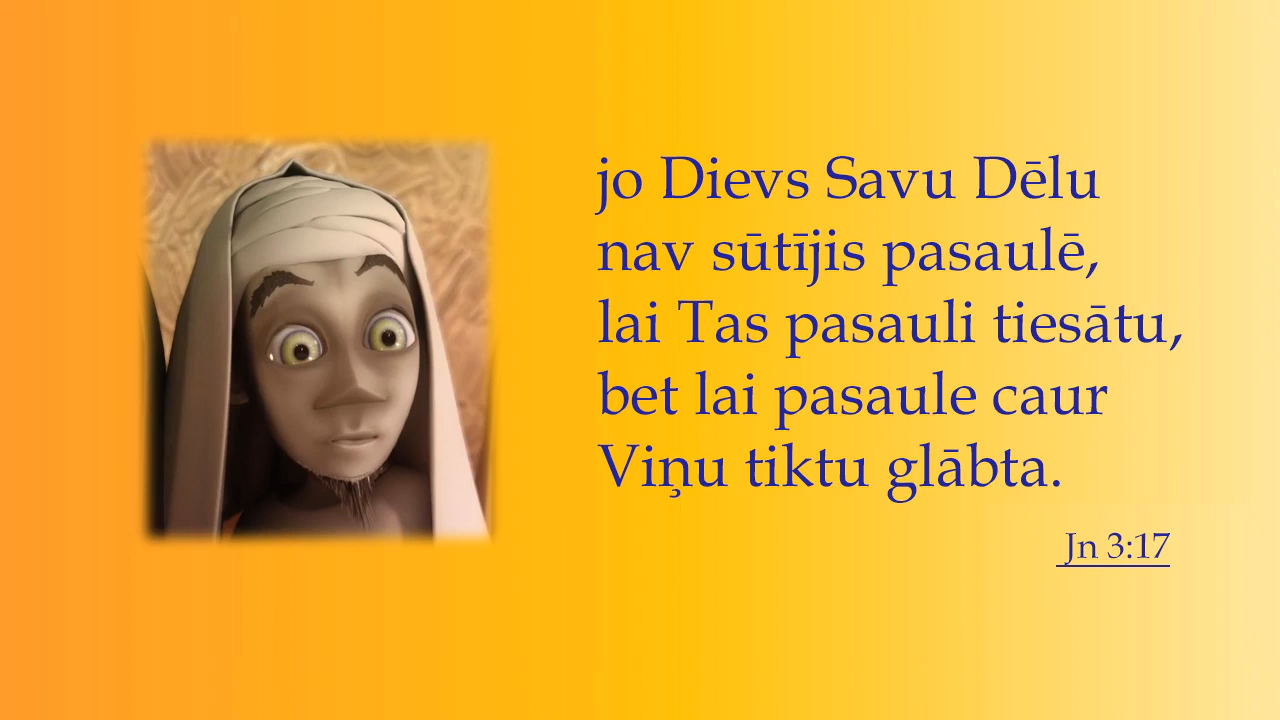 jo Dievs Savu Dēlu
nav sūtījis pasaulē,
lai Tas pasauli tiesātu,
bet lai pasaule caur
Viņu tiktu glābta.
Jn 3:17